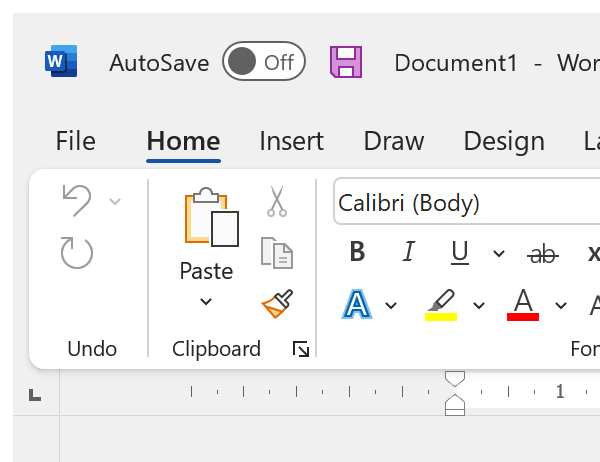 W AutoSave Off Document1 - Wor
File Home Insert Draw Design La
Calibri (Body)
B I U ab x
Paste
A A A
Undo Clipboard Fon
1